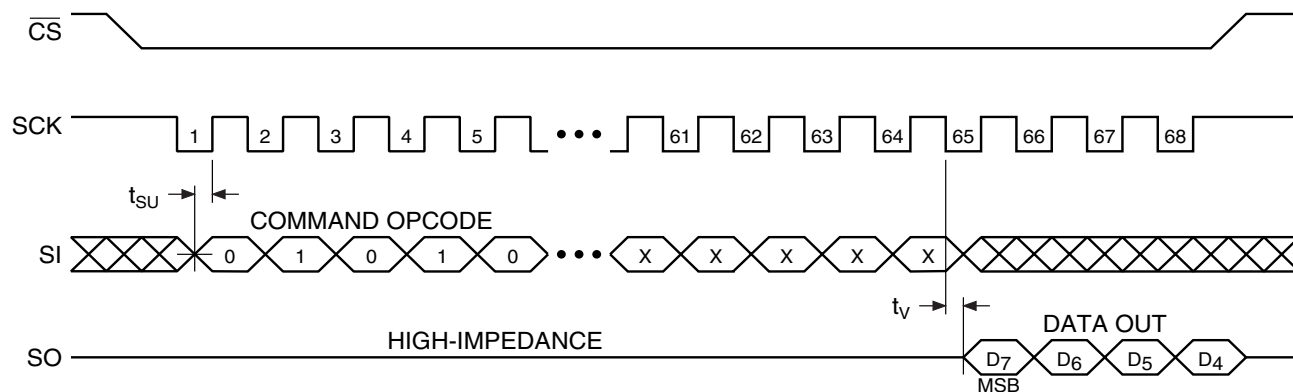 C̅S̅
SCK 1 2 3 4 5 ••• 61 62 63 64 65 66 67 68
tSU
COMMAND OPCODE
SI 0 1 0 1 0 ••• X X X X X
tV
HIGH-IMPEDANCE
DATA OUT
SO D7 D6 D5 D4
MSB